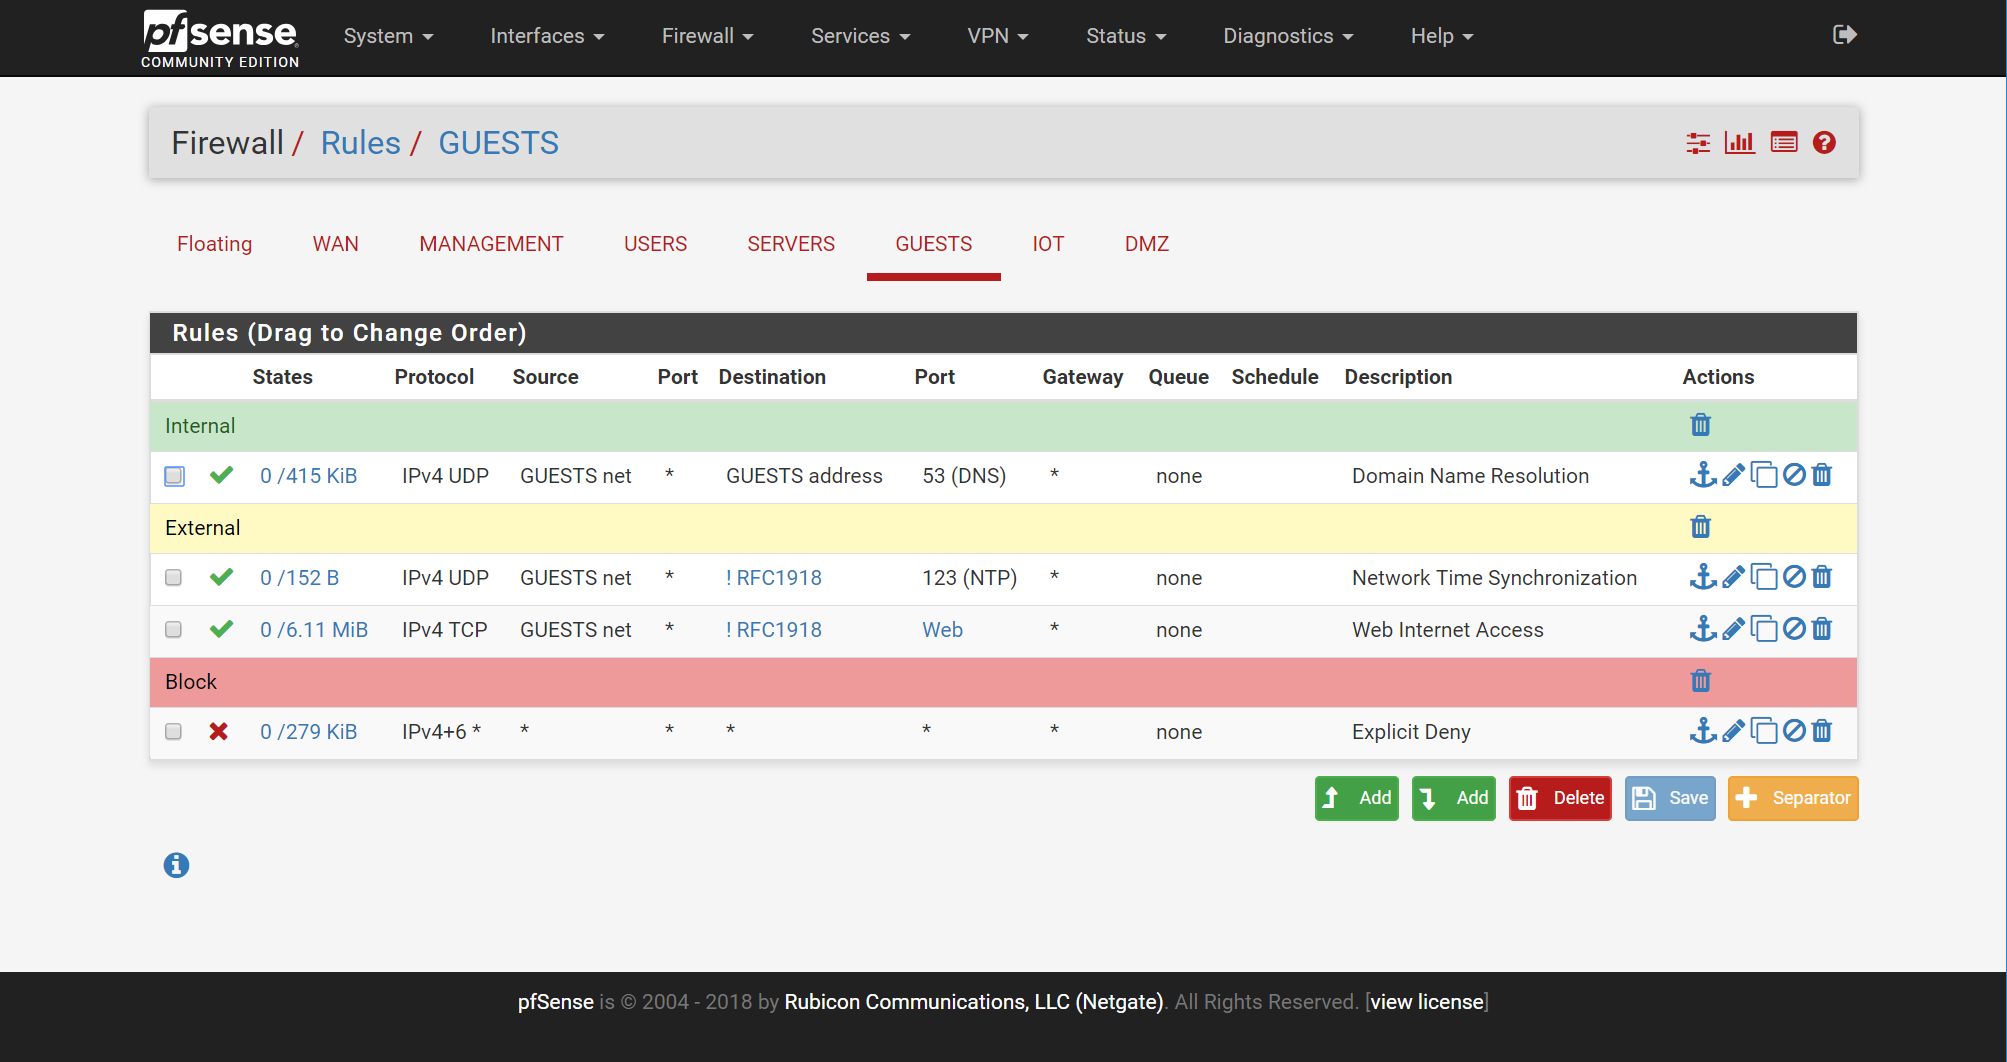 pfsense
COMMUNITY EDITION
System Interfaces Firewall Services VPN Status Diagnostics Help
Firewall / Rules / GUESTS
Floating WAN MANAGEMENT USERS SERVERS GUESTS IOT DMZ
Rules (Drag to Change Order)
States Protocol Source Port Destination Port Gateway Queue Schedule Description Actions
Internal
0 /415 KiB IPv4 UDP GUESTS net * GUESTS address 53 (DNS) * none Domain Name Resolution
External
0 /152 B IPv4 UDP GUESTS net * ! RFC1918 123 (NTP) * none Network Time Synchronization
0 /6.11 MiB IPv4 TCP GUESTS net * ! RFC1918 Web * none Web Internet Access
Block
0 /279 KiB IPv4+6 * * * * * * none Explicit Deny
Add Add Delete Save Separator
pfSense is © 2004 - 2018 by Rubicon Communications, LLC (Netgate). All Rights Reserved. [view license]